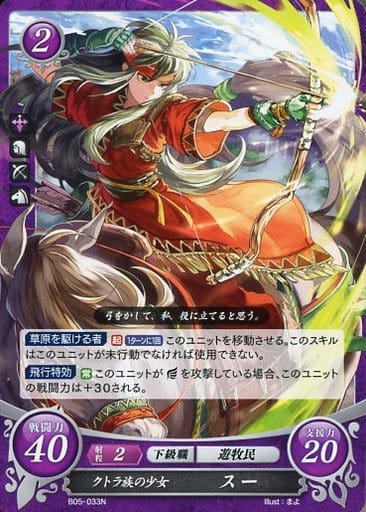 2
弓をかして、私、役に立てると思う。
草原を駆ける者 起 1ターンに1回 このユニットを移動させる。このスキル
はこのユニットが未行動でなければ使用できない。
飛行特効 常 このユニットが を攻撃している場合、このユニット
の戦闘力は+30される。
戦闘力
40
射程 2 下級職 遊牧民
支援力
20
クトラ族の少女 スー
B05-033N
Illust:まよ